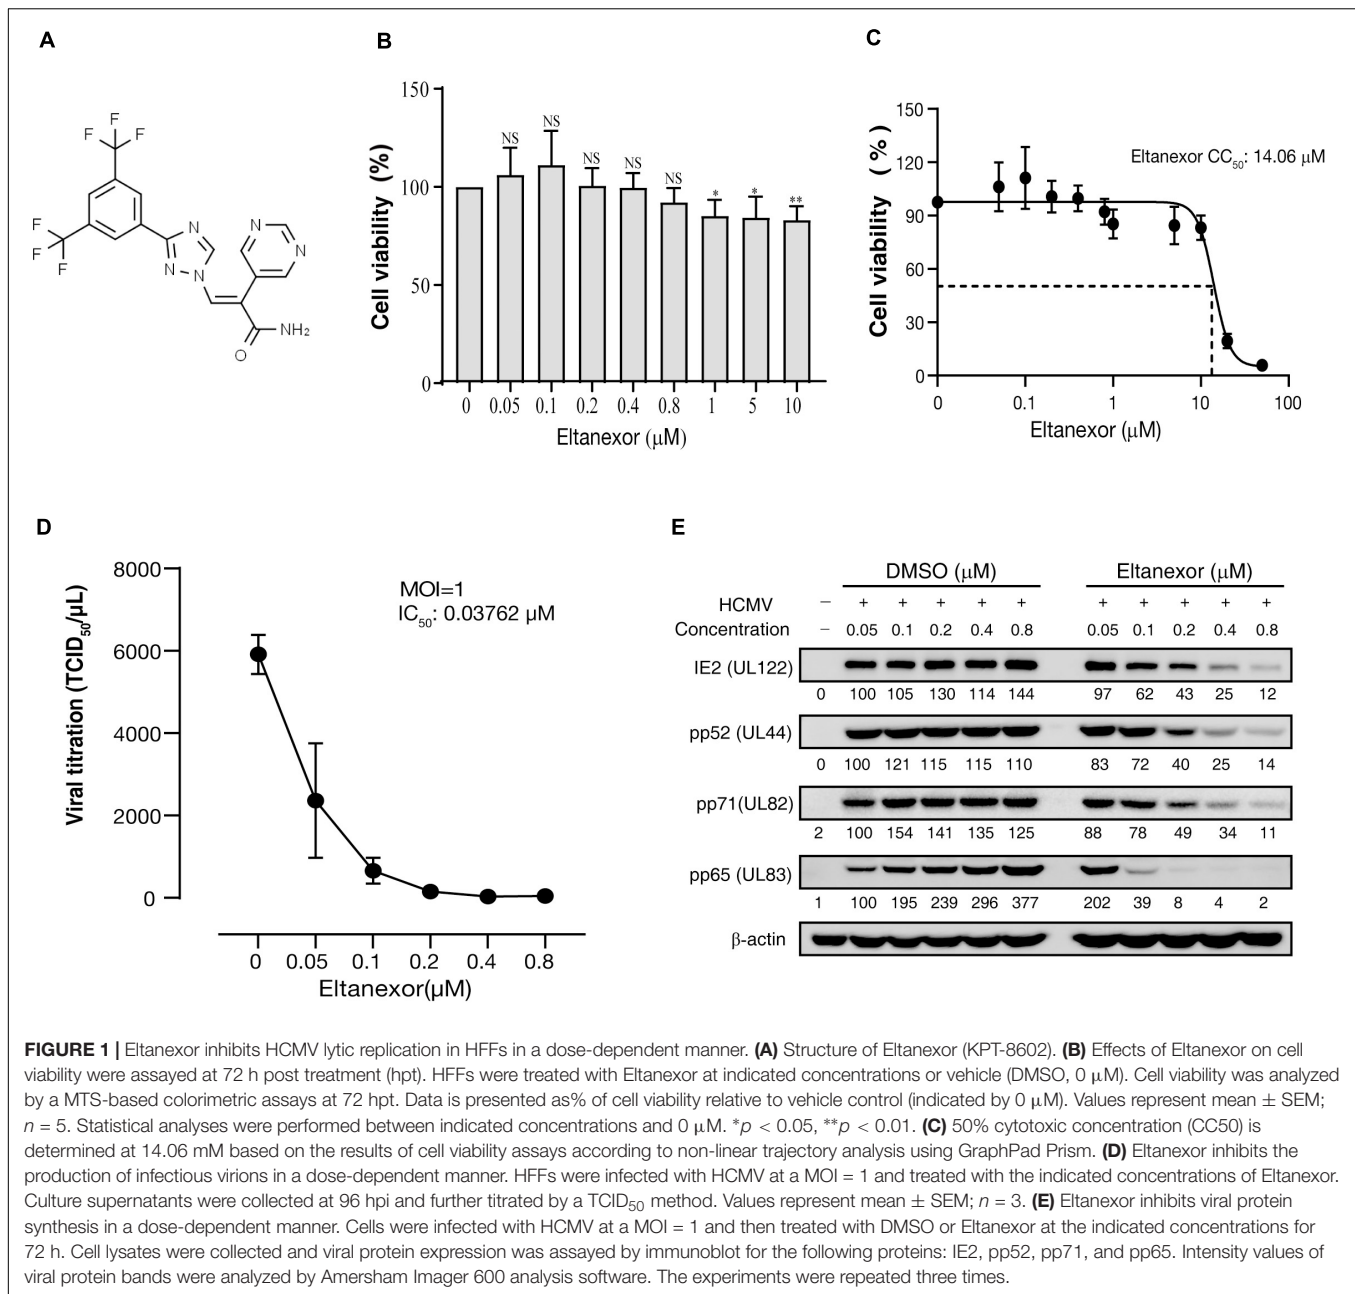 A
F
F
F
F
F
F
N
N
N
N
N
NH2
O
B
Cell viability (%)
150
100
50
0
NS
NS
NS
NS
NS
*
*
**
0 0.05 0.1 0.2 0.4 0.8 1 5 10
Eltanexor (μM)
C
Cell viability (%)
150
120
90
60
30
0
Eltanexor CC50: 14.06 μM
0 0.1 1 10 100
Eltanexor (μM)
D
Viral titration (TCID50/μL)
8000
6000
4000
2000
0
MOI=1
IC50: 0.03762 μM
0 0.05 0.1 0.2 0.4 0.8
Eltanexor(μM)
E
DMSO (μM) Eltanexor (μM)
HCMV – + + + + + + + + + +
Concentration – 0.05 0.1 0.2 0.4 0.8 0.05 0.1 0.2 0.4 0.8
IE2 (UL122)
0 100 105 130 114 144 97 62 43 25 12
pp52 (UL44)
0 100 121 115 115 110 83 72 40 25 14
pp71(UL82)
2 100 154 141 135 125 88 78 49 34 11
pp65 (UL83)
1 100 195 239 296 377 202 39 8 4 2
β-actin
FIGURE 1 | Eltanexor inhibits HCMV lytic replication in HFFs in a dose-dependent manner. (A) Structure of Eltanexor (KPT-8602). (B) Effects of Eltanexor on cell
viability were assayed at 72 h post treatment (hpt). HFFs were treated with Eltanexor at indicated concentrations or vehicle (DMSO, 0 μM). Cell viability was analyzed
by a MTS-based colorimetric assays at 72 hpt. Data is presented as% of cell viability relative to vehicle control (indicated by 0 μM). Values represent mean ± SEM;
n = 5. Statistical analyses were performed between indicated concentrations and 0 μM. *p < 0.05, **p < 0.01. (C) 50% cytotoxic concentration (CC50) is
determined at 14.06 mM based on the results of cell viability assays according to non-linear trajectory analysis using GraphPad Prism. (D) Eltanexor inhibits the
production of infectious virions in a dose-dependent manner. HFFs were infected with HCMV at a MOI = 1 and treated with the indicated concentrations of Eltanexor.
Culture supernatants were collected at 96 hpi and further titrated by a TCID50 method. Values represent mean ± SEM; n = 3. (E) Eltanexor inhibits viral protein
synthesis in a dose-dependent manner. Cells were infected with HCMV at a MOI = 1 and then treated with DMSO or Eltanexor at the indicated concentrations for
72 h. Cell lysates were collected and viral protein expression was assayed by immunoblot for the following proteins: IE2, pp52, pp71, and pp65. Intensity values of
viral protein bands were analyzed by Amersham Imager 600 analysis software. The experiments were repeated three times.